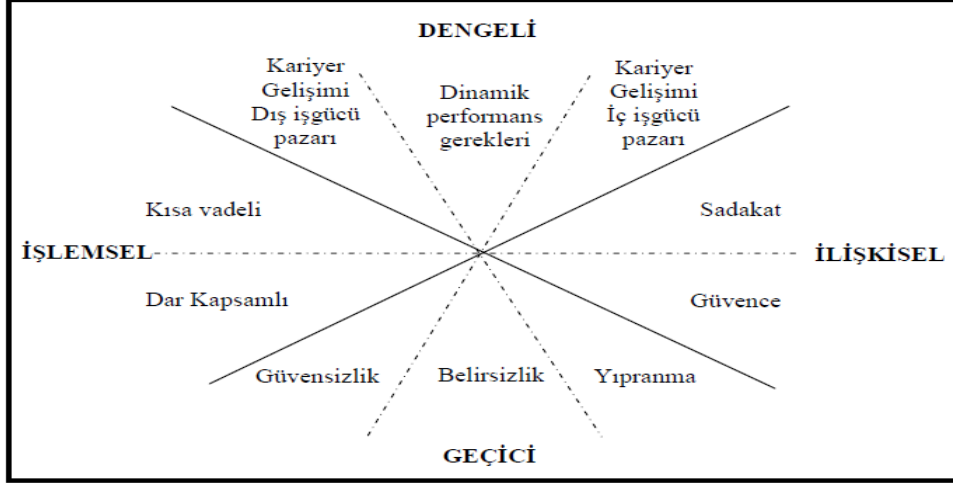 DENGELİ
Kariyer
Gelişimi
Dış işgücü
pazarı
Dinamik
performans
gerekleri
Kariyer
Gelişimi
İç işgücü
pazarı
Kısa vadeli
Sadakat
İŞLEMSEL
İLİŞKİSEL
Dar Kapsamlı
Güvence
Güvensizlik
Belirsizlik
Yıpranma
GEÇİCİ